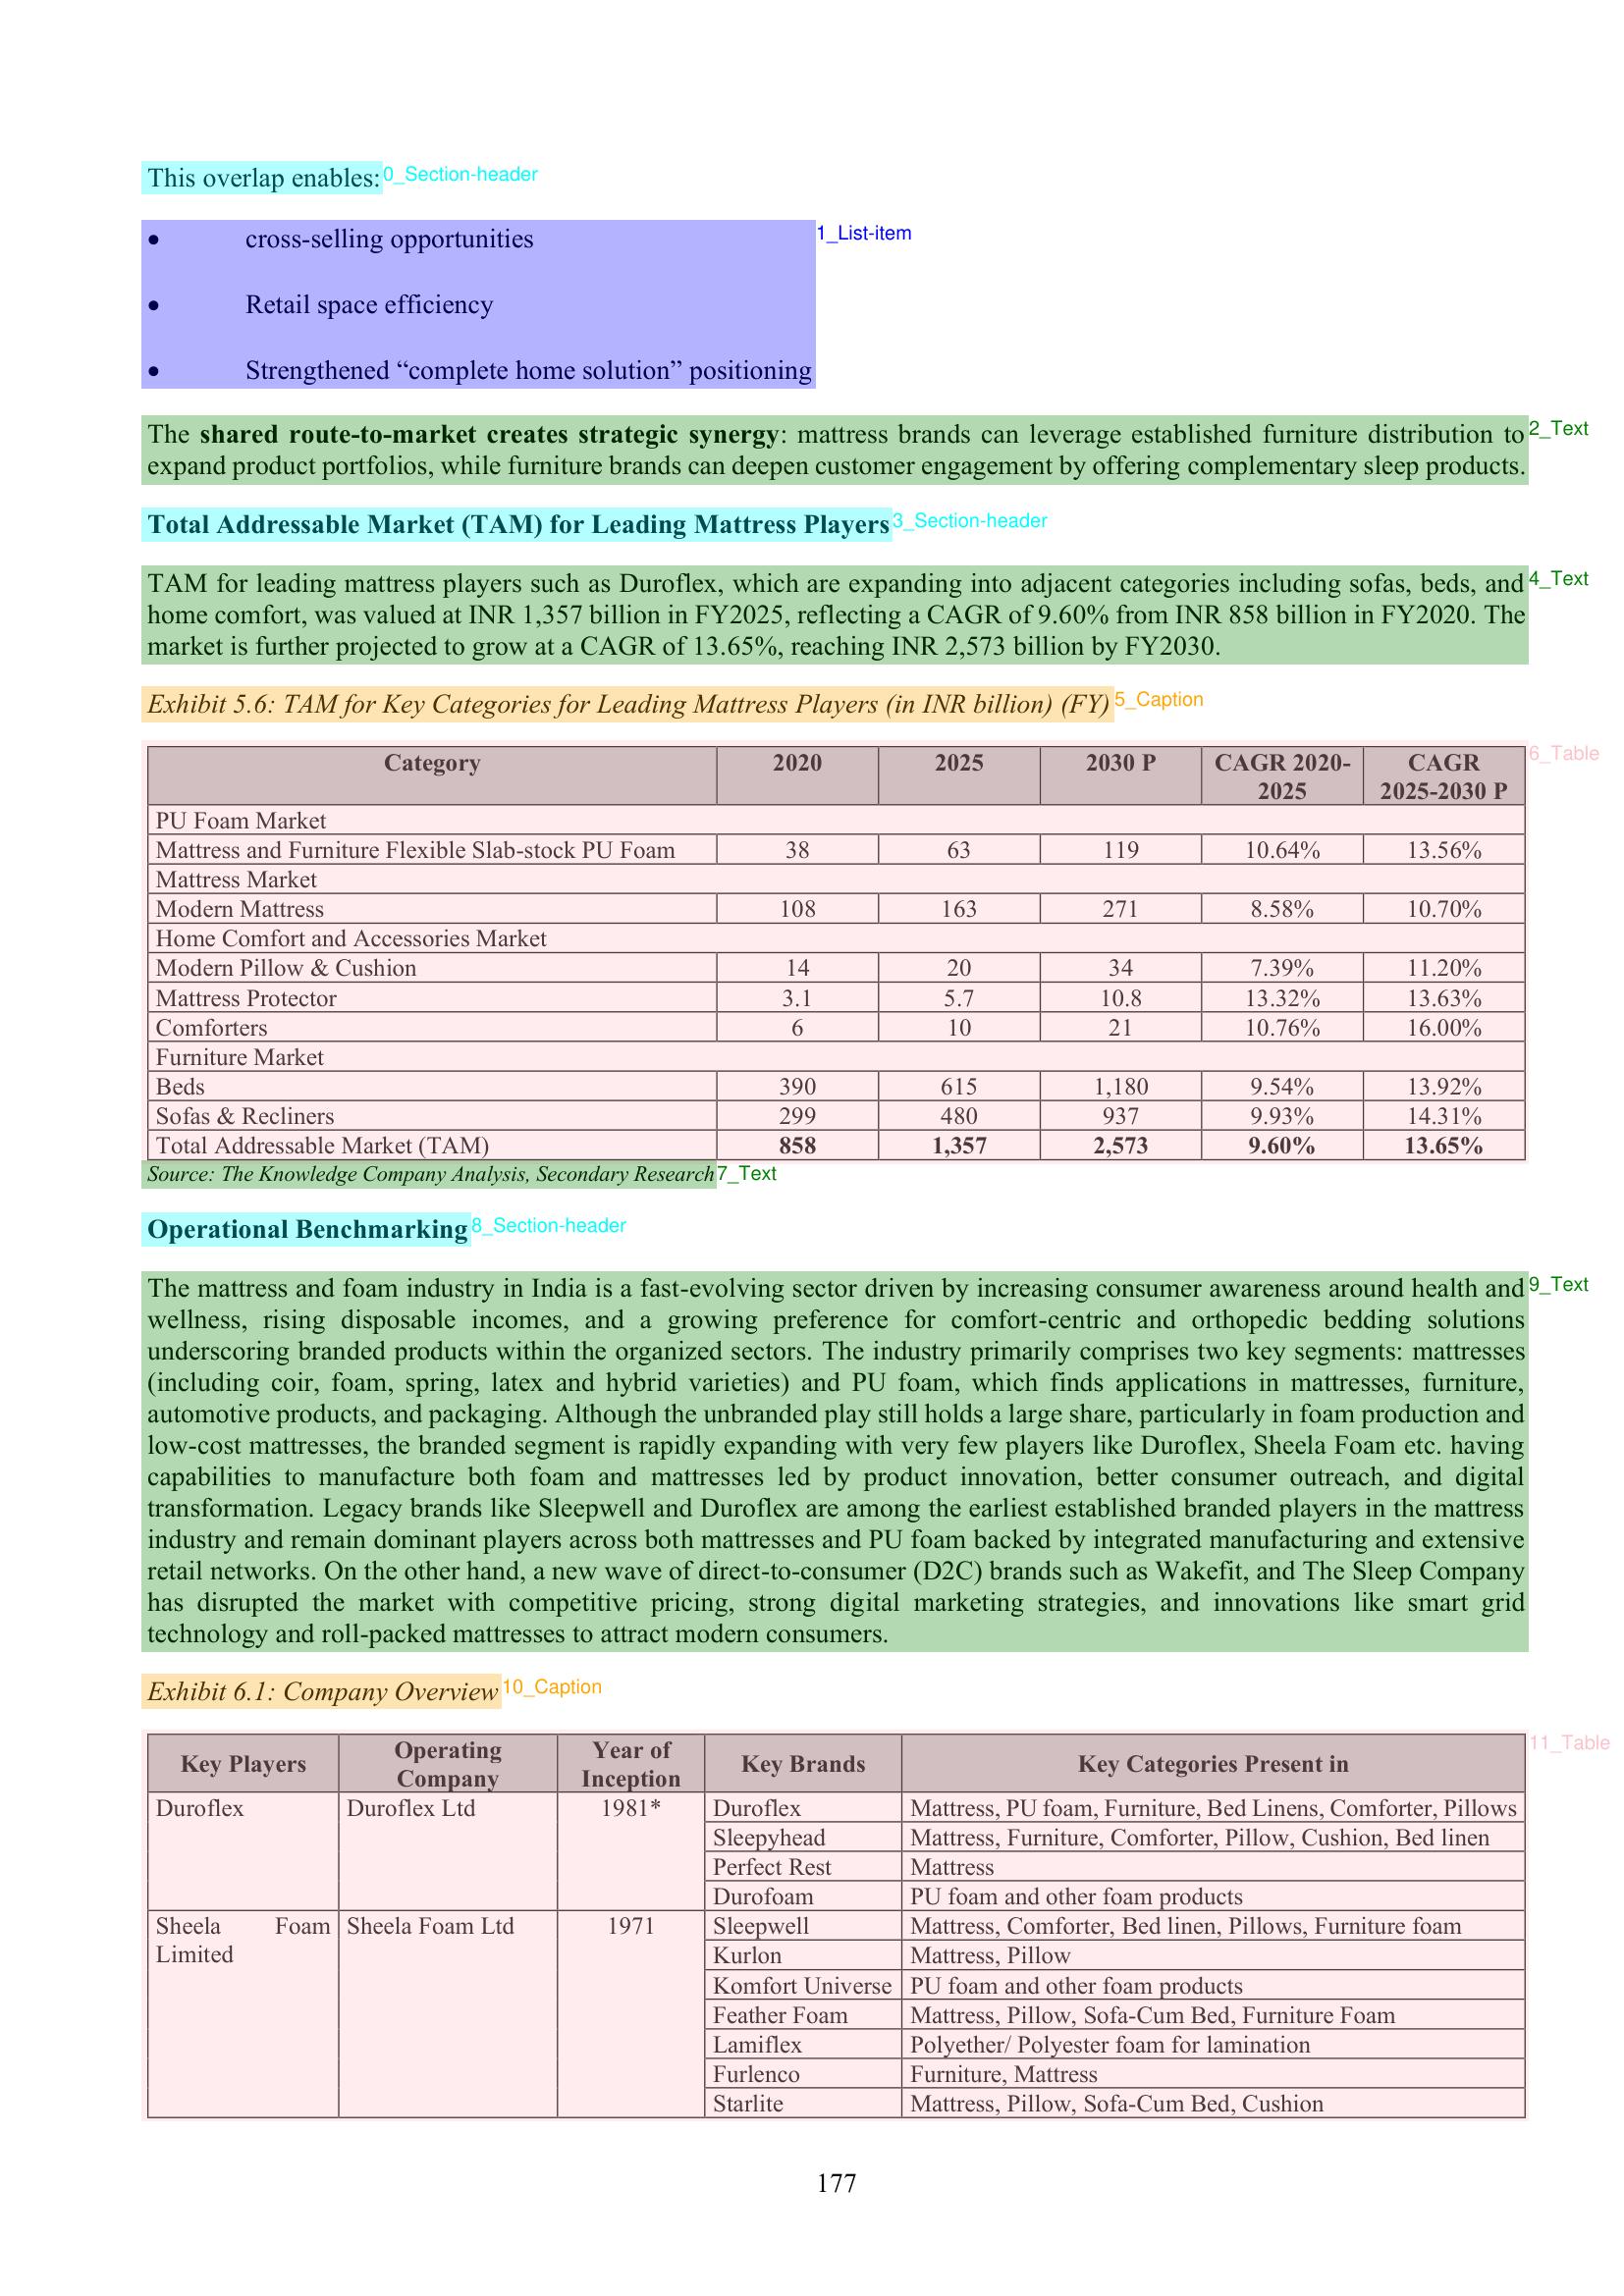 This overlap enables: 0_Section-header
• cross-selling opportunities 1_List-item
• Retail space efficiency
• Strengthened “complete home solution” positioning
The shared route-to-market creates strategic synergy: mattress brands can leverage established furniture distribution to 2_Text
expand product portfolios, while furniture brands can deepen customer engagement by offering complementary sleep products.
Total Addressable Market (TAM) for Leading Mattress Players 3_Section-header
TAM for leading mattress players such as Duroflex, which are expanding into adjacent categories including sofas, beds, and 4_Text
home comfort, was valued at INR 1,357 billion in FY2025, reflecting a CAGR of 9.60% from INR 858 billion in FY2020. The
market is further projected to grow at a CAGR of 13.65%, reaching INR 2,573 billion by FY2030.
Exhibit 5.6: TAM for Key Categories for Leading Mattress Players (in INR billion) (FY) 5_Caption
6_Table
Category 2020 2025 2030 P CAGR 2020- CAGR
2025 2025-2030 P
PU Foam Market
Mattress and Furniture Flexible Slab-stock PU Foam 38 63 119 10.64% 13.56%
Mattress Market
Modern Mattress 108 163 271 8.58% 10.70%
Home Comfort and Accessories Market
Modern Pillow & Cushion 14 20 34 7.39% 11.20%
Mattress Protector 3.1 5.7 10.8 13.32% 13.63%
Comforters 6 10 21 10.76% 16.00%
Furniture Market
Beds 390 615 1,180 9.54% 13.92%
Sofas & Recliners 299 480 937 9.93% 14.31%
Total Addressable Market (TAM) 858 1,357 2,573 9.60% 13.65%
Source: The Knowledge Company Analysis, Secondary Research 7_Text
Operational Benchmarking 8_Section-header
The mattress and foam industry in India is a fast-evolving sector driven by increasing consumer awareness around health and 9_Text
wellness, rising disposable incomes, and a growing preference for comfort-centric and orthopedic bedding solutions
underscoring branded products within the organized sectors. The industry primarily comprises two key segments: mattresses
(including coir, foam, spring, latex and hybrid varieties) and PU foam, which finds applications in mattresses, furniture,
automotive products, and packaging. Although the unbranded play still holds a large share, particularly in foam production and
low-cost mattresses, the branded segment is rapidly expanding with very few players like Duroflex, Sheela Foam etc. having
capabilities to manufacture both foam and mattresses led by product innovation, better consumer outreach, and digital
transformation. Legacy brands like Sleepwell and Duroflex are among the earliest established branded players in the mattress
industry and remain dominant players across both mattresses and PU foam backed by integrated manufacturing and extensive
retail networks. On the other hand, a new wave of direct-to-consumer (D2C) brands such as Wakefit, and The Sleep Company
has disrupted the market with competitive pricing, strong digital marketing strategies, and innovations like smart grid
technology and roll-packed mattresses to attract modern consumers.
Exhibit 6.1: Company Overview 10_Caption
11_Table
Key Players Operating Year of Key Brands Key Categories Present in
Company Inception
Duroflex Duroflex Ltd 1981* Duroflex Mattress, PU foam, Furniture, Bed Linens, Comforter, Pillows
Sleepyhead Mattress, Furniture, Comforter, Pillow, Cushion, Bed linen
Perfect Rest Mattress
Durofoam PU foam and other foam products
Sheela Foam Sheela Foam Ltd 1971 Sleepwell Mattress, Comforter, Bed linen, Pillows, Furniture foam
Limited Kurlon Mattress, Pillow
Komfort Universe PU foam and other foam products
Feather Foam Mattress, Pillow, Sofa-Cum Bed, Furniture Foam
Lamiflex Polyether/ Polyester foam for lamination
Furlenco Furniture, Mattress
Starlite Mattress, Pillow, Sofa-Cum Bed, Cushion
177